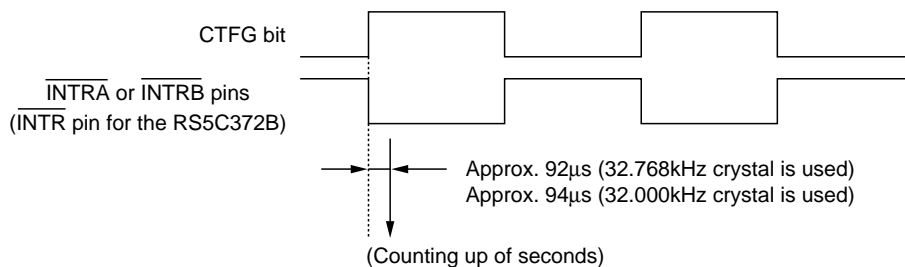 CTFG bit
INTRA or INTRB pins
(INTR pin for the RS5C372B)
Approx. 92μs (32.768kHz crystal is used)
Approx. 94μs (32.000kHz crystal is used)
(Counting up of seconds)